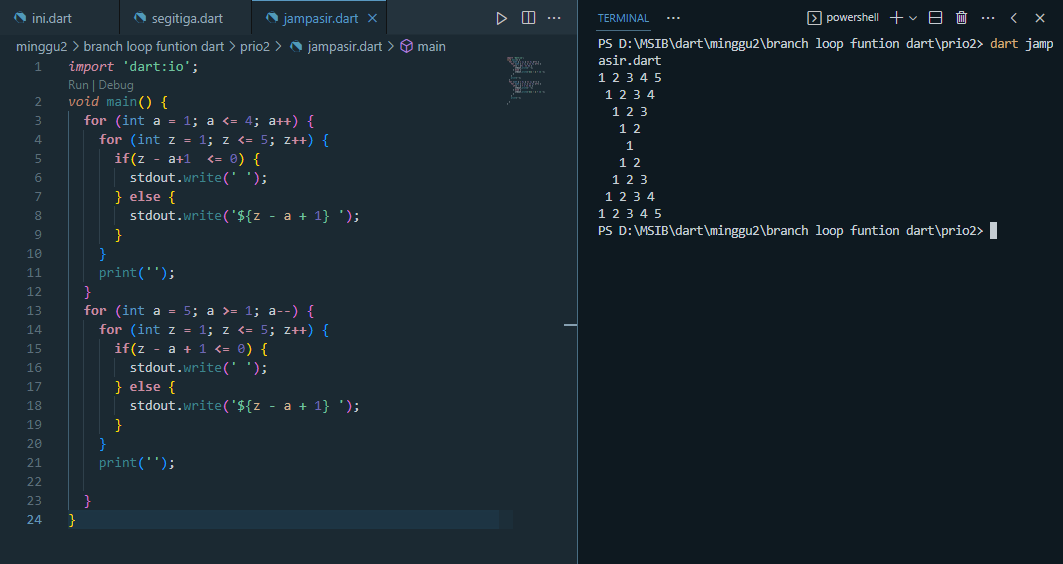 ini.dart segitiga.dart jampasir.dart
minggu2 > branch loop funtion dart > prio2 > jampasir.dart > main
1 import 'dart:io';
Run | Debug
2 void main() {
3   for (int a = 1; a <= 4; a++) {
4     for (int z = 1; z <= 5; z++) {
5       if(z - a+1  <= 0) {
6         stdout.write(' ');
7       } else {
8         stdout.write('${z - a + 1} ');
9       }
10     }
11     print('');
12   }
13   for (int a = 5; a >= 1; a--) {
14     for (int z = 1; z <= 5; z++) {
15       if(z - a + 1 <= 0) {
16         stdout.write(' ');
17       } else {
18         stdout.write('${z - a + 1} ');
19       }
20     }
21     print('');
22
23   }
24 }
TERMINAL ··· powershell ···
PS D:\MSIB\dart\minggu2\branch loop funtion dart\prio2> dart jamp
asir.dart
1 2 3 4 5
 1 2 3 4
  1 2 3
   1 2
    1
   1 2
  1 2 3
 1 2 3 4
1 2 3 4 5
PS D:\MSIB\dart\minggu2\branch loop funtion dart\prio2>